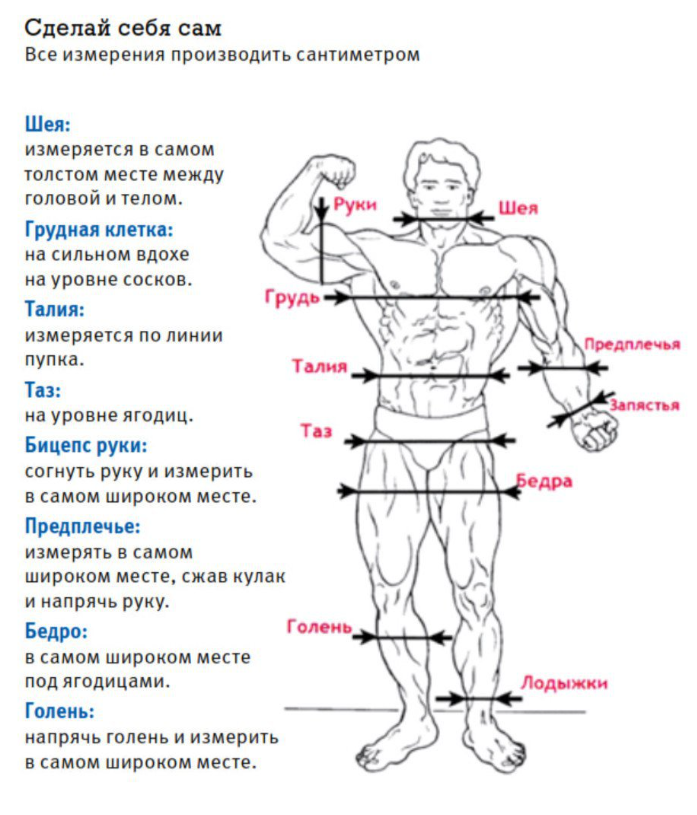 Сделай себя сам
Все измерения производить сантиметром
Шея:
измеряется в самом
толстом месте между
головой и телом.
Грудная клетка:
на сильном вдохе
на уровне сосков.
Талия:
измеряется по линии
пупка.
Таз:
на уровне ягодиц.
Бицепс руки:
согнуть руку и измерить
в самом широком месте.
Предплечье:
измерять в самом
широком месте, сжав кулак
и напрячь руку.
Бедро:
в самом широком месте
под ягодицами.
Голень:
напрячь голень и измерить
в самом широком месте.
Руки
Шея
Грудь
Предплечья
Талия
Запястья
Таз
Бедра
Голень
Лодыжки